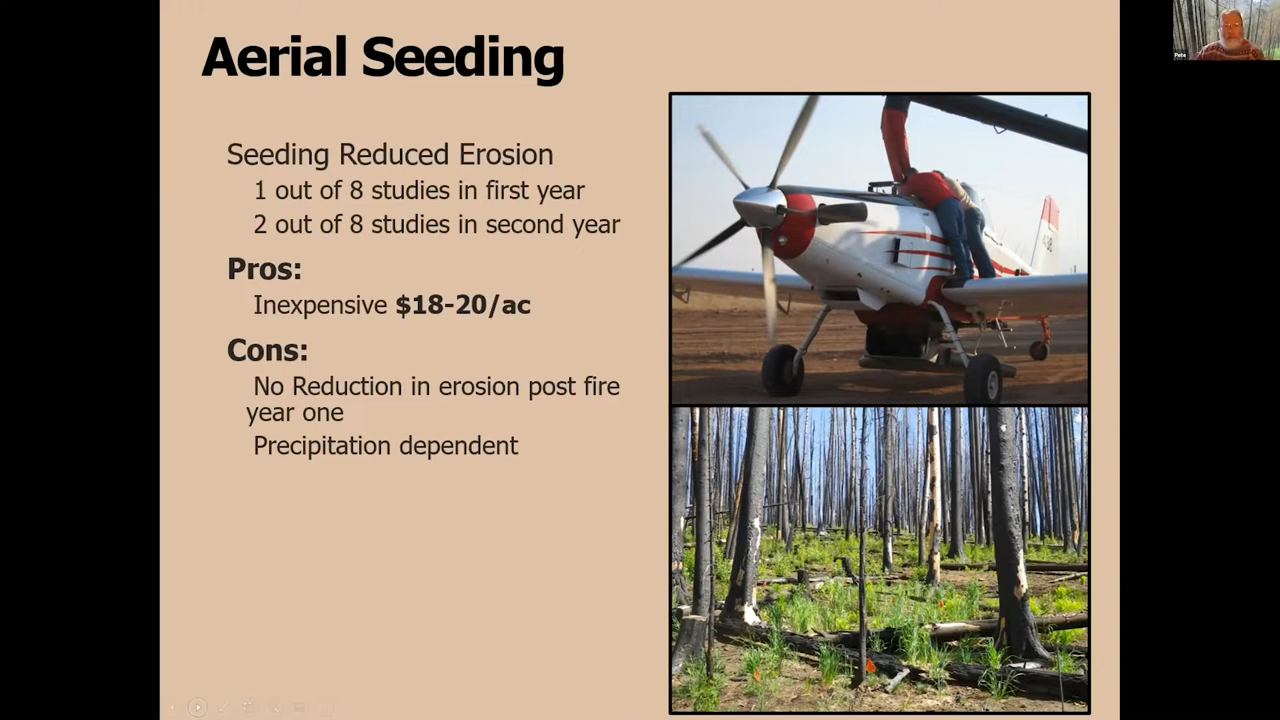 Aerial Seeding
Seeding Reduced Erosion
1 out of 8 studies in first year
2 out of 8 studies in second year
Pros:
Inexpensive $18-20/ac
Cons:
No Reduction in erosion post fire
year one
Precipitation dependent
Pete